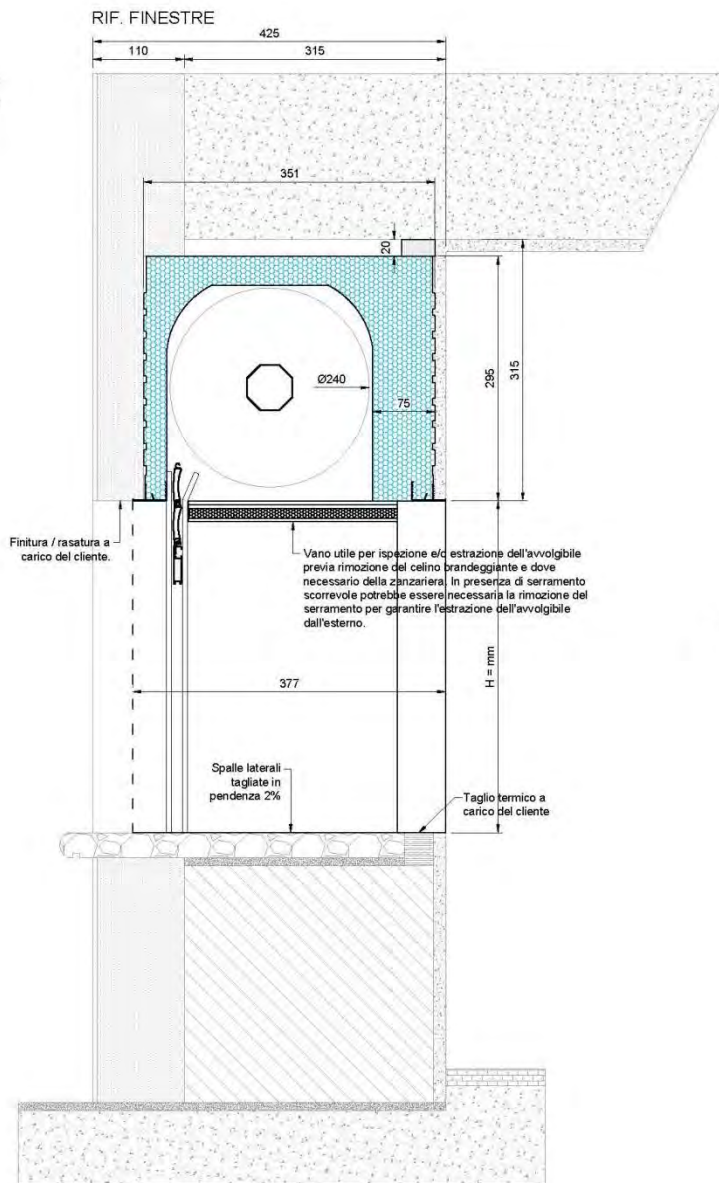 RIF. FINESTRE
425
110
315
351
20
295
315
Ø240
75
Finitura / rasatura a
carico del cliente.
Vano utile per ispezione e/o estrazione dell'avvolgibile
previa rimozione del celino brandeggiante e dove
necessario della zanzariera. In presenza di serramento
scorrevole potrebbe essere necessaria la rimozione del
serramento per garantire l'estrazione dell'avvolgibile
dall'esterno.
377
H = mm
Spalle laterali
tagliate in
pendenza 2%
Taglio termico a
carico del cliente